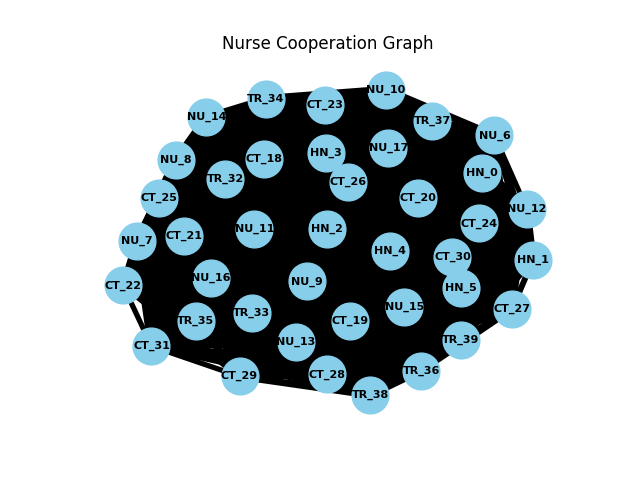 Nurse Cooperation Graph
NU_10
TR_34
CT_23
NU_14
TR_37
NU_6
NU_17
HN_3
CT_18
NU_8
HN_0
TR_32
CT_26
CT_25
CT_20
NU_12
CT_24
NU_11
HN_2
CT_21
NU_7
HN_4
CT_30
HN_1
NU_16
NU_9
CT_22
HN_5
NU_15
CT_27
TR_33
TR_35
CT_19
TR_39
NU_13
CT_31
TR_36
CT_28
CT_29
TR_38